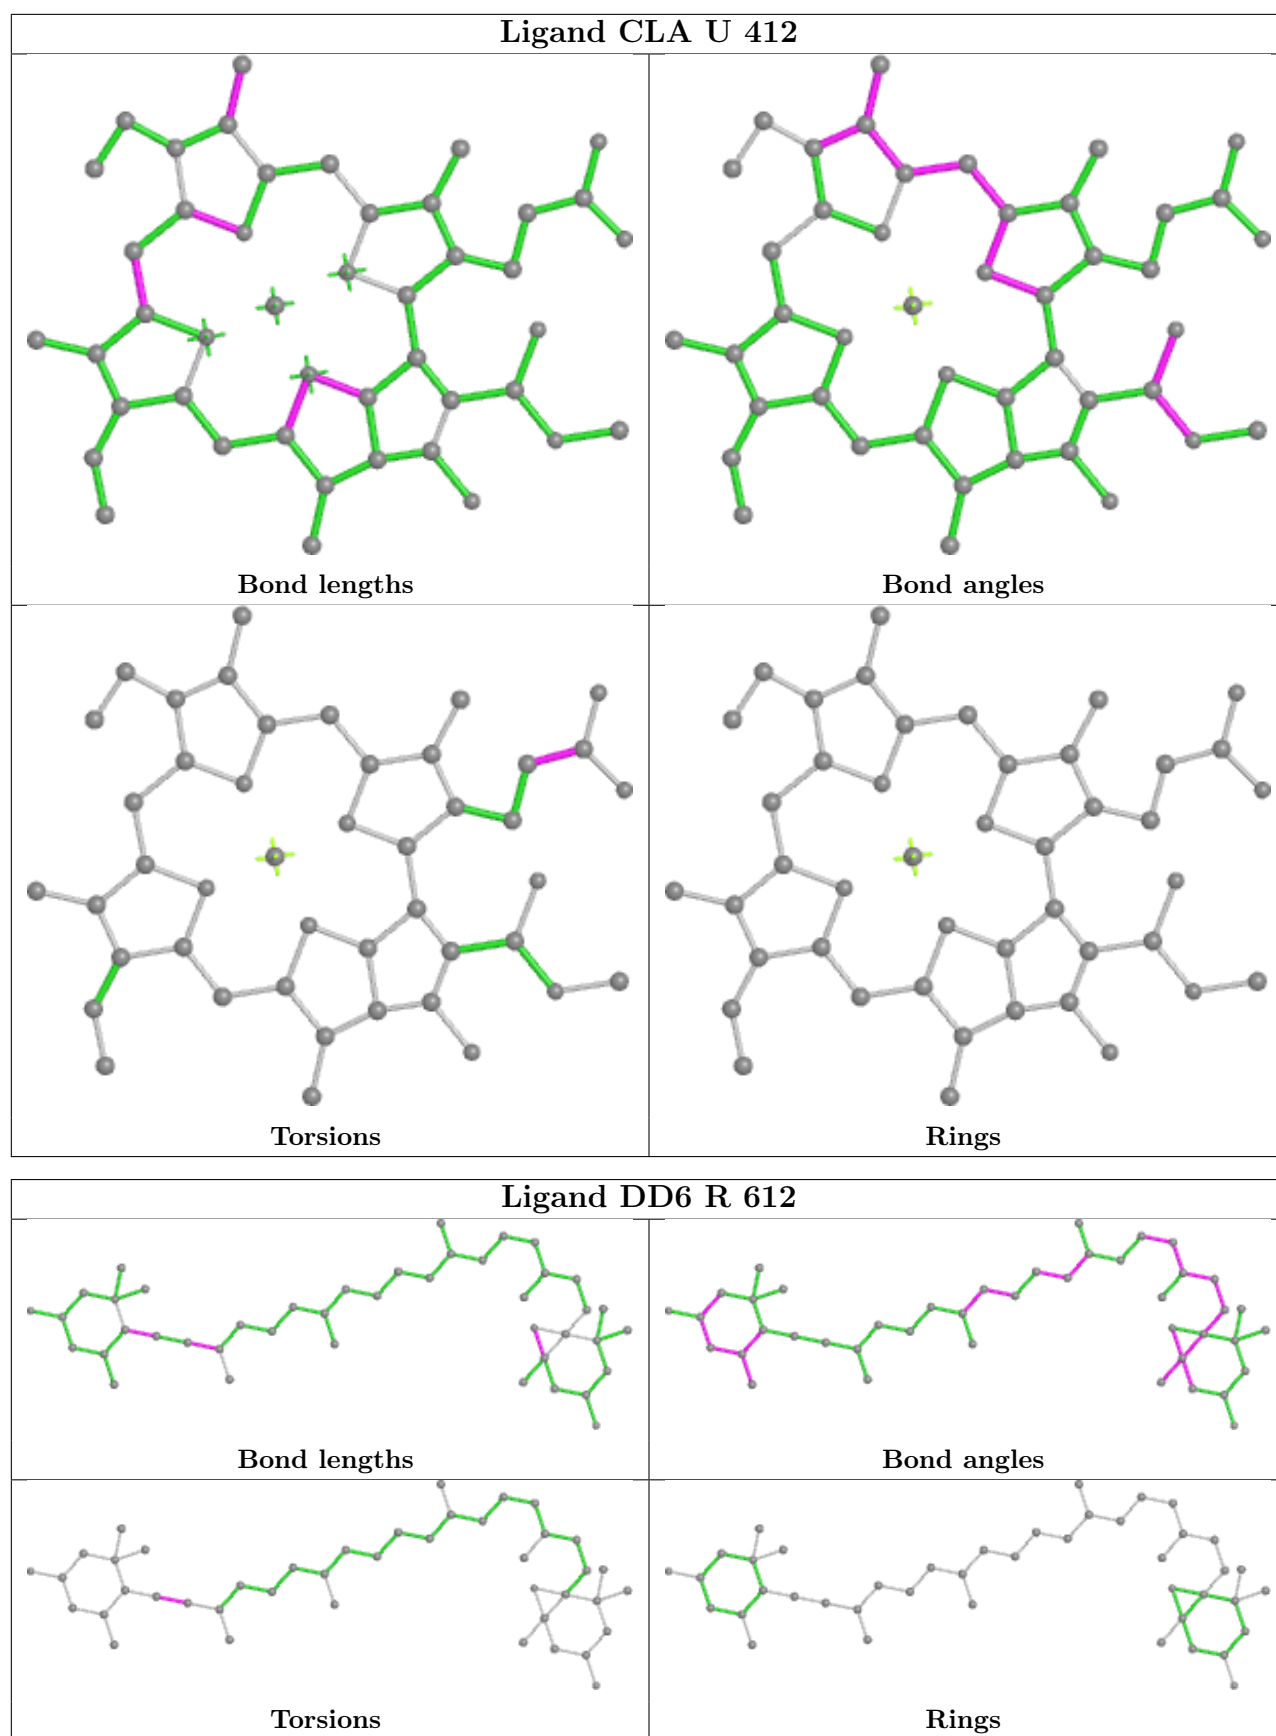 Ligand CLA U 412
Bond lengths
Bond angles
Torsions
Rings
Ligand DD6 R 612
Bond lengths
Bond angles
Torsions
Rings